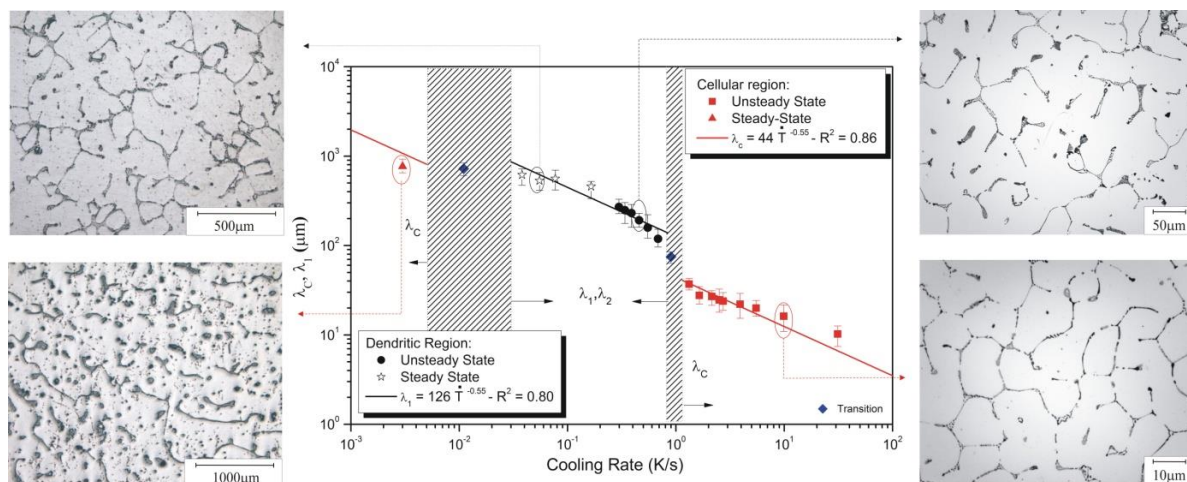 500µm
1000µm
50µm
10µm
λC, λ1 (µm)
10^4
10^3
10^2
10^1
10^0
10^-3
10^-2
10^-1
10^0
10^1
10^2
Cooling Rate (K/s)
Cellular region:
Unsteady State
Steady-State
λc = 44 Ṫ^-0.55 - R^2 = 0.86
λC
λ1,λ2
λC
Dendritic Region:
Unsteady State
Steady State
λ1 = 126 Ṫ^-0.55 - R^2 = 0.80
Transition